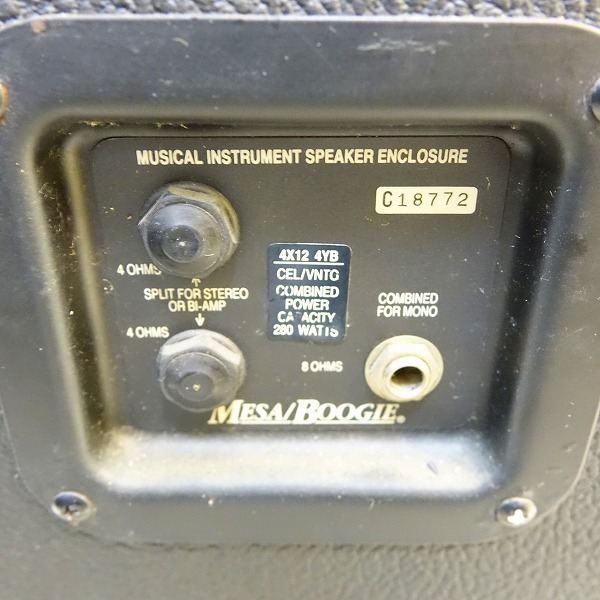 MUSICAL INSTRUMENT SPEAKER ENCLOSURE
C18772
4 OHMS
SPLIT FOR STEREO
OR BI-AMP
4 OHMS
4X12 4YB
CEL/VNTG
COMBINED
POWER
CAPACITY
280 WATTS
COMBINED
FOR MONO
8 OHMS
MESA/BOOGIE®